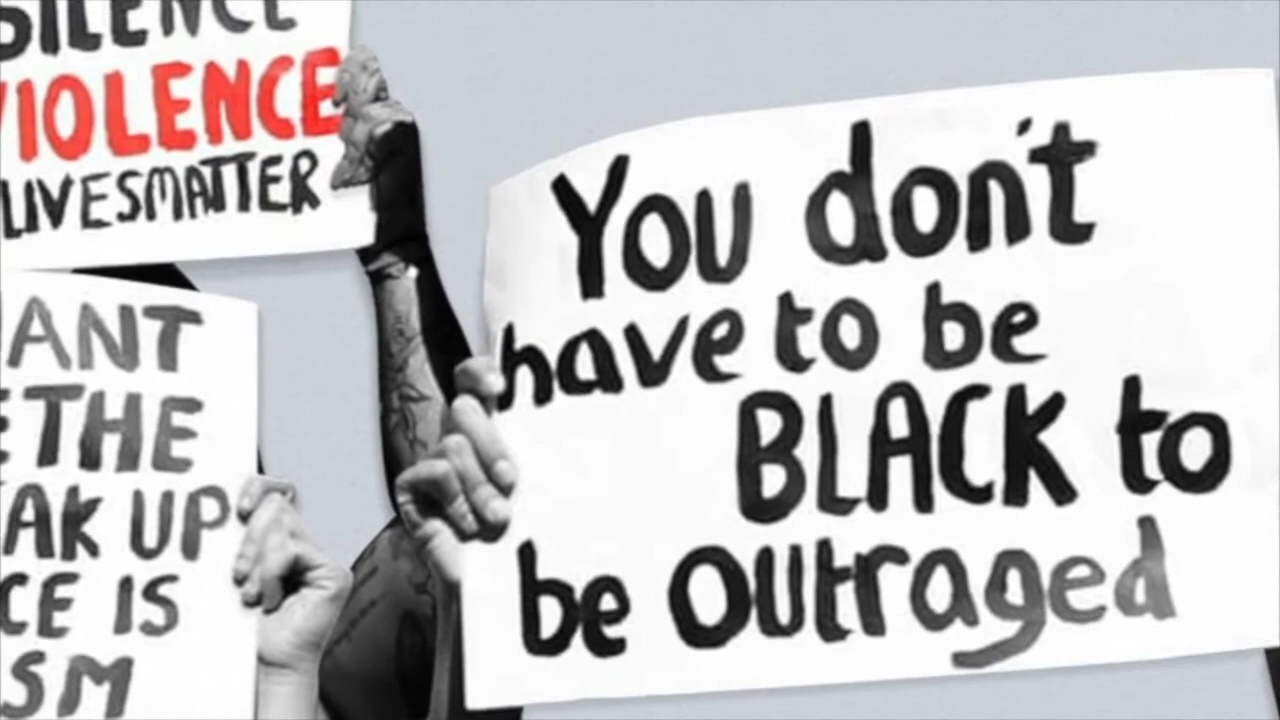 SILENCE
VIOLENCE
LIVESMATTER
ANT
THE
AK UP
CE IS
SM
You don't
have to be
BLACK to
be outraged